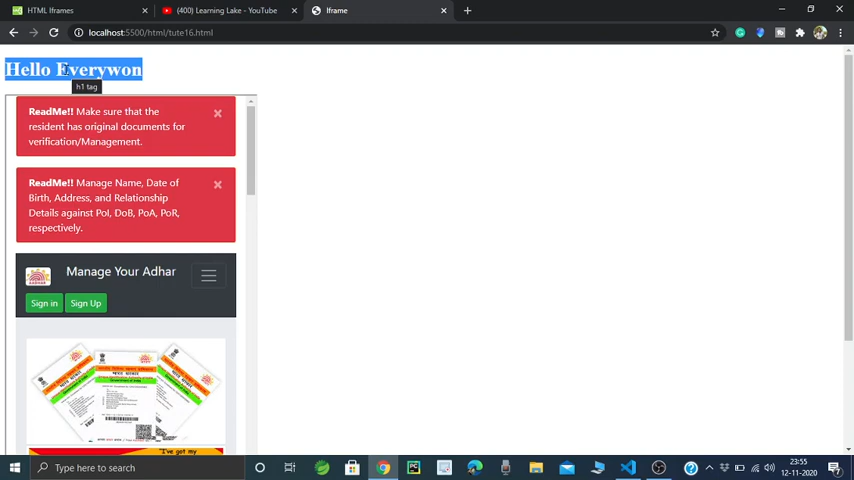 HTML Iframes
(400) Learning Lake - YouTube
Iframe
localhost:5500/html/tute16.html
Hello Everywon
h1 tag
ReadMe!! Make sure that the
resident has original documents for
verification/Management.
ReadMe!! Manage Name, Date of
Birth, Address, and Relationship
Details against PoI, DoB, PoA, PoR,
respectively.
Manage Your Adhar
Sign in
Sign Up
"I've got my
Type here to search
23:55
12-11-2020